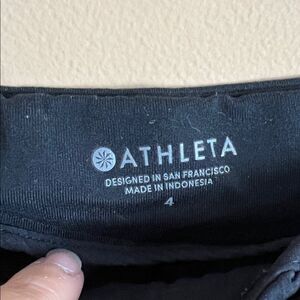 ATHLETA
DESIGNED IN SAN FRANCISCO
MADE IN INDONESIA
4